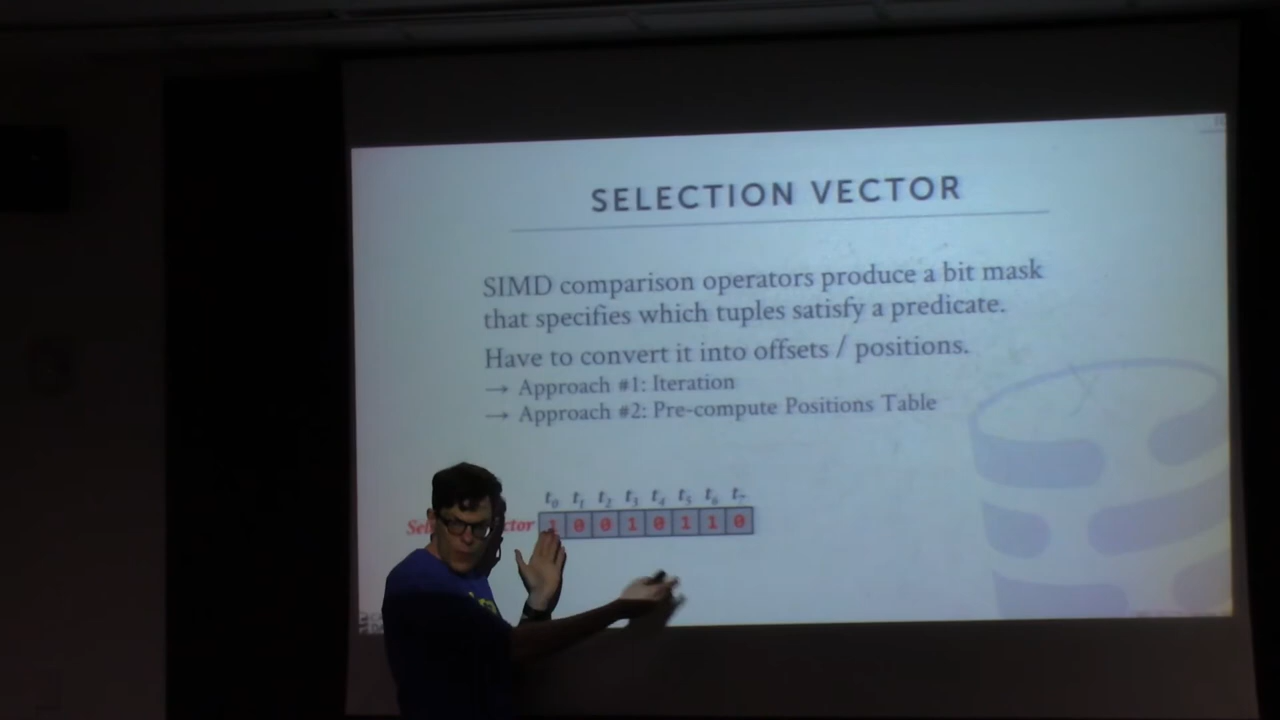 SELECTION VECTOR
SIMD comparison operators produce a bit mask
that specifies which tuples satisfy a predicate.
Have to convert it into offsets / positions.
→ Approach #1: Iteration
→ Approach #2: Pre-compute Positions Table
t0 t1 t2 t3 t4 t5 t6 t7
1 0 0 1 0 1 1 0